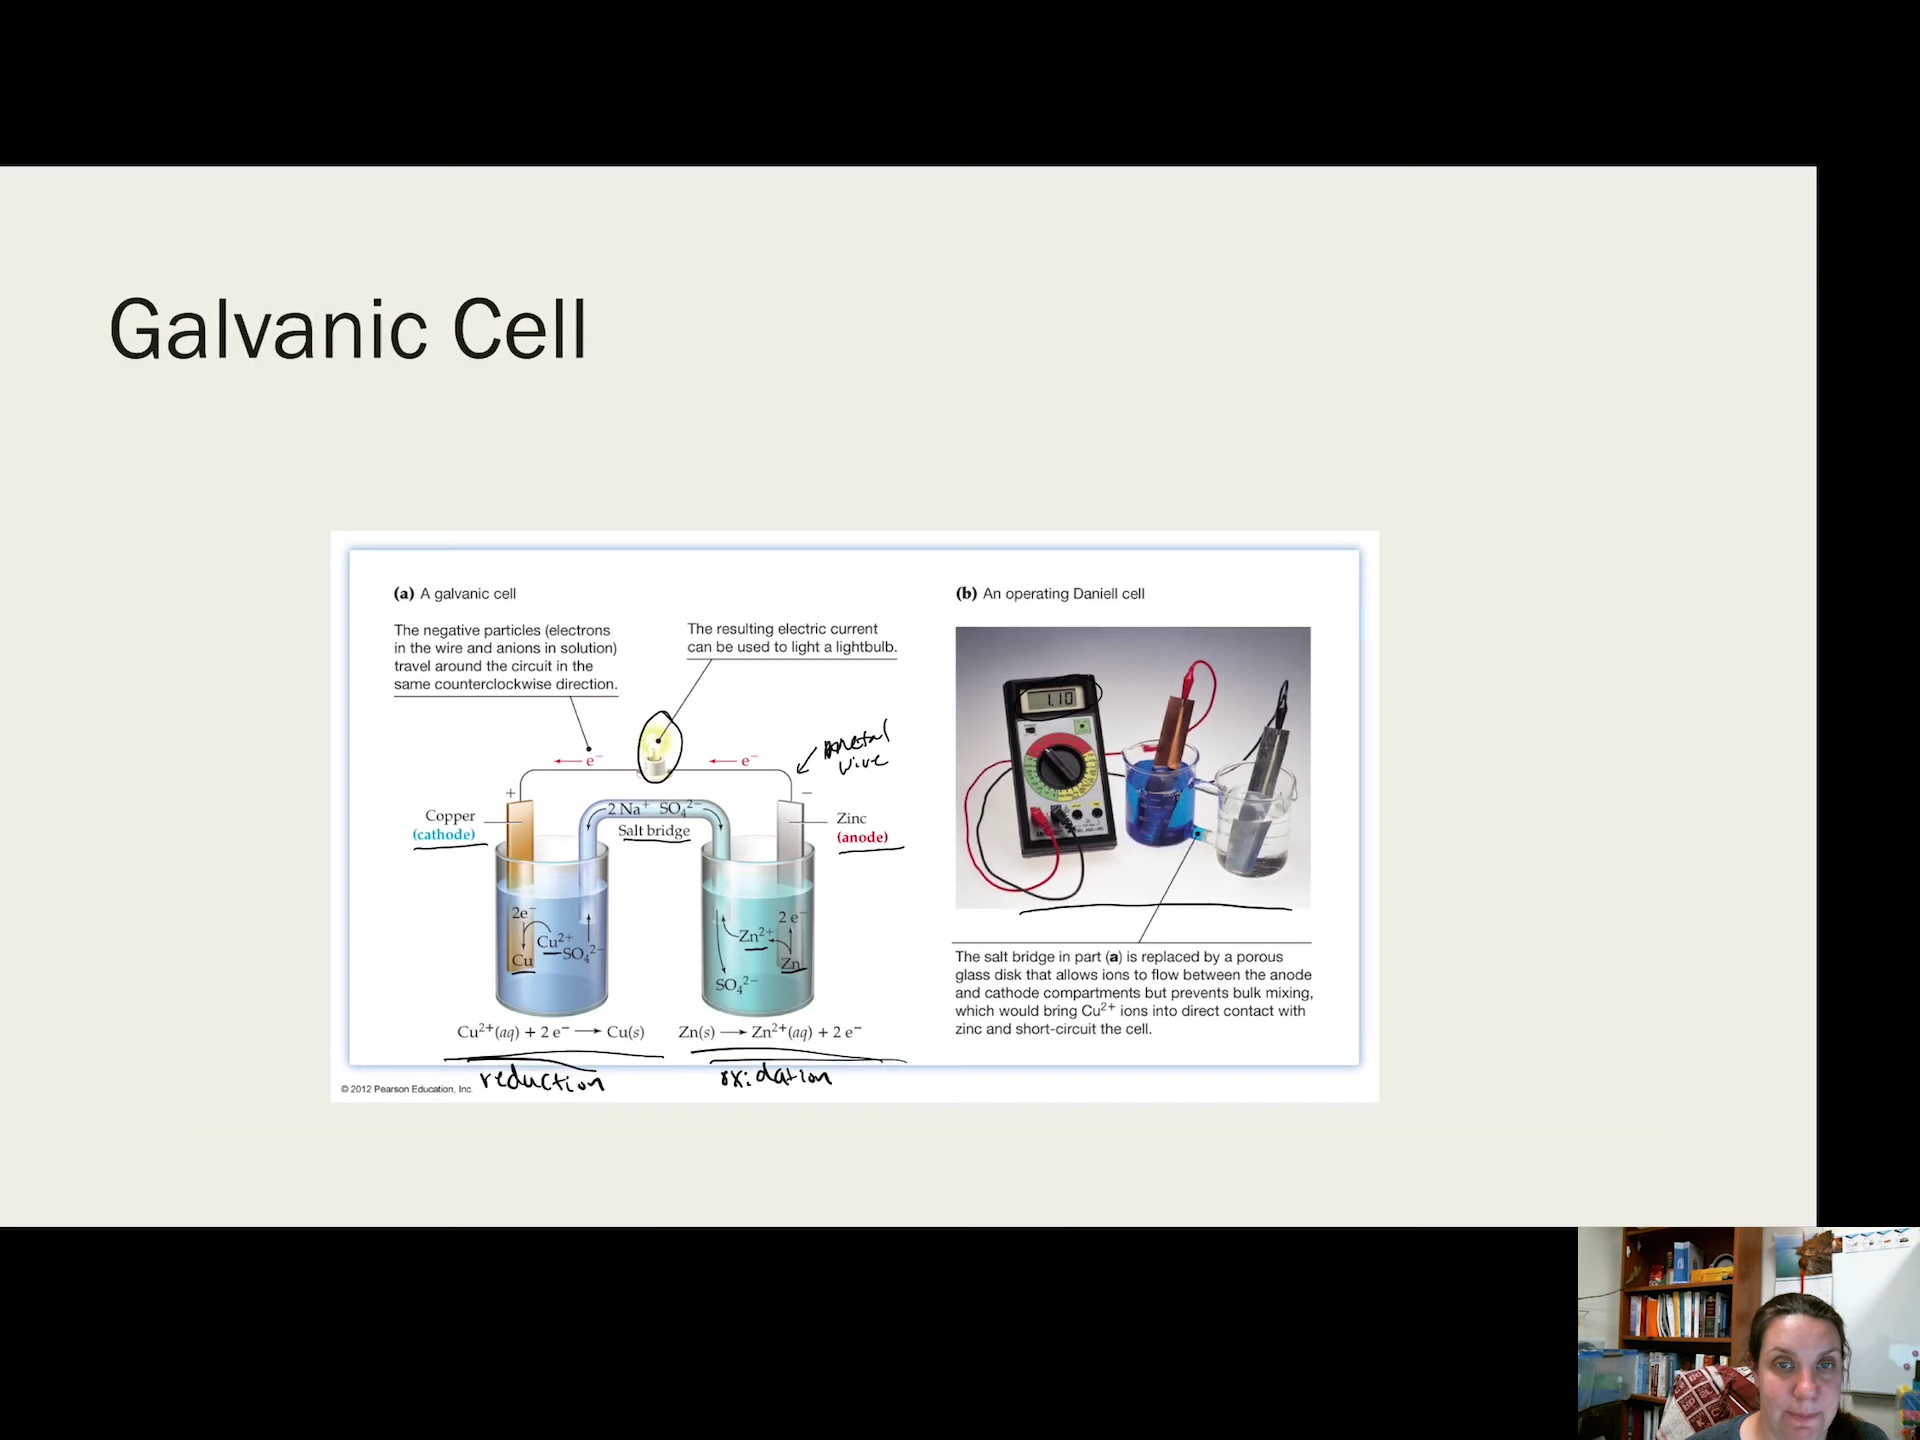 Galvanic Cell
(a) A galvanic cell
The negative particles (electrons
in the wire and anions in solution)
travel around the circuit in the
same counterclockwise direction.
The resulting electric current
can be used to light a lightbulb.
metal
wire
e⁻
e⁻
+
−
Copper
(cathode)
2 Na⁺ SO₄²⁻
Salt bridge
Zinc
(anode)
2e⁻
Cu²⁺
SO₄²⁻
Cu
2 e⁻
Zn²⁺
Zn
SO₄²⁻
Cu²⁺(aq) + 2 e⁻ → Cu(s)
Zn(s) → Zn²⁺(aq) + 2 e⁻
reduction
oxidation
© 2012 Pearson Education, Inc.
(b) An operating Daniell cell
1.10
The salt bridge in part (a) is replaced by a porous
glass disk that allows ions to flow between the anode
and cathode compartments but prevents bulk mixing,
which would bring Cu²⁺ ions into direct contact with
zinc and short-circuit the cell.